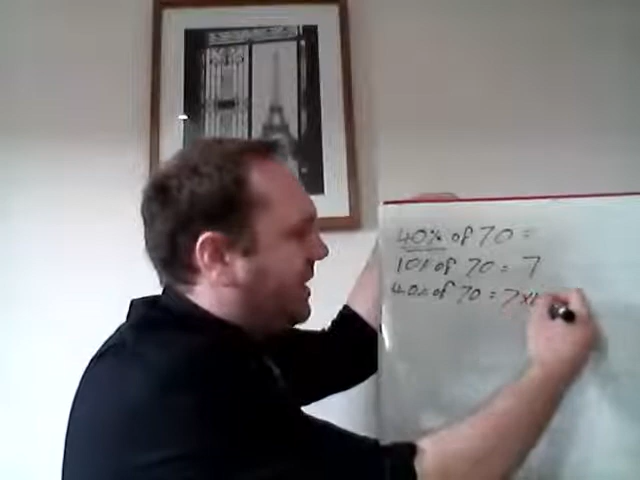 40% of 70 =
10% of 70 = 7
40% of 70 = 7x